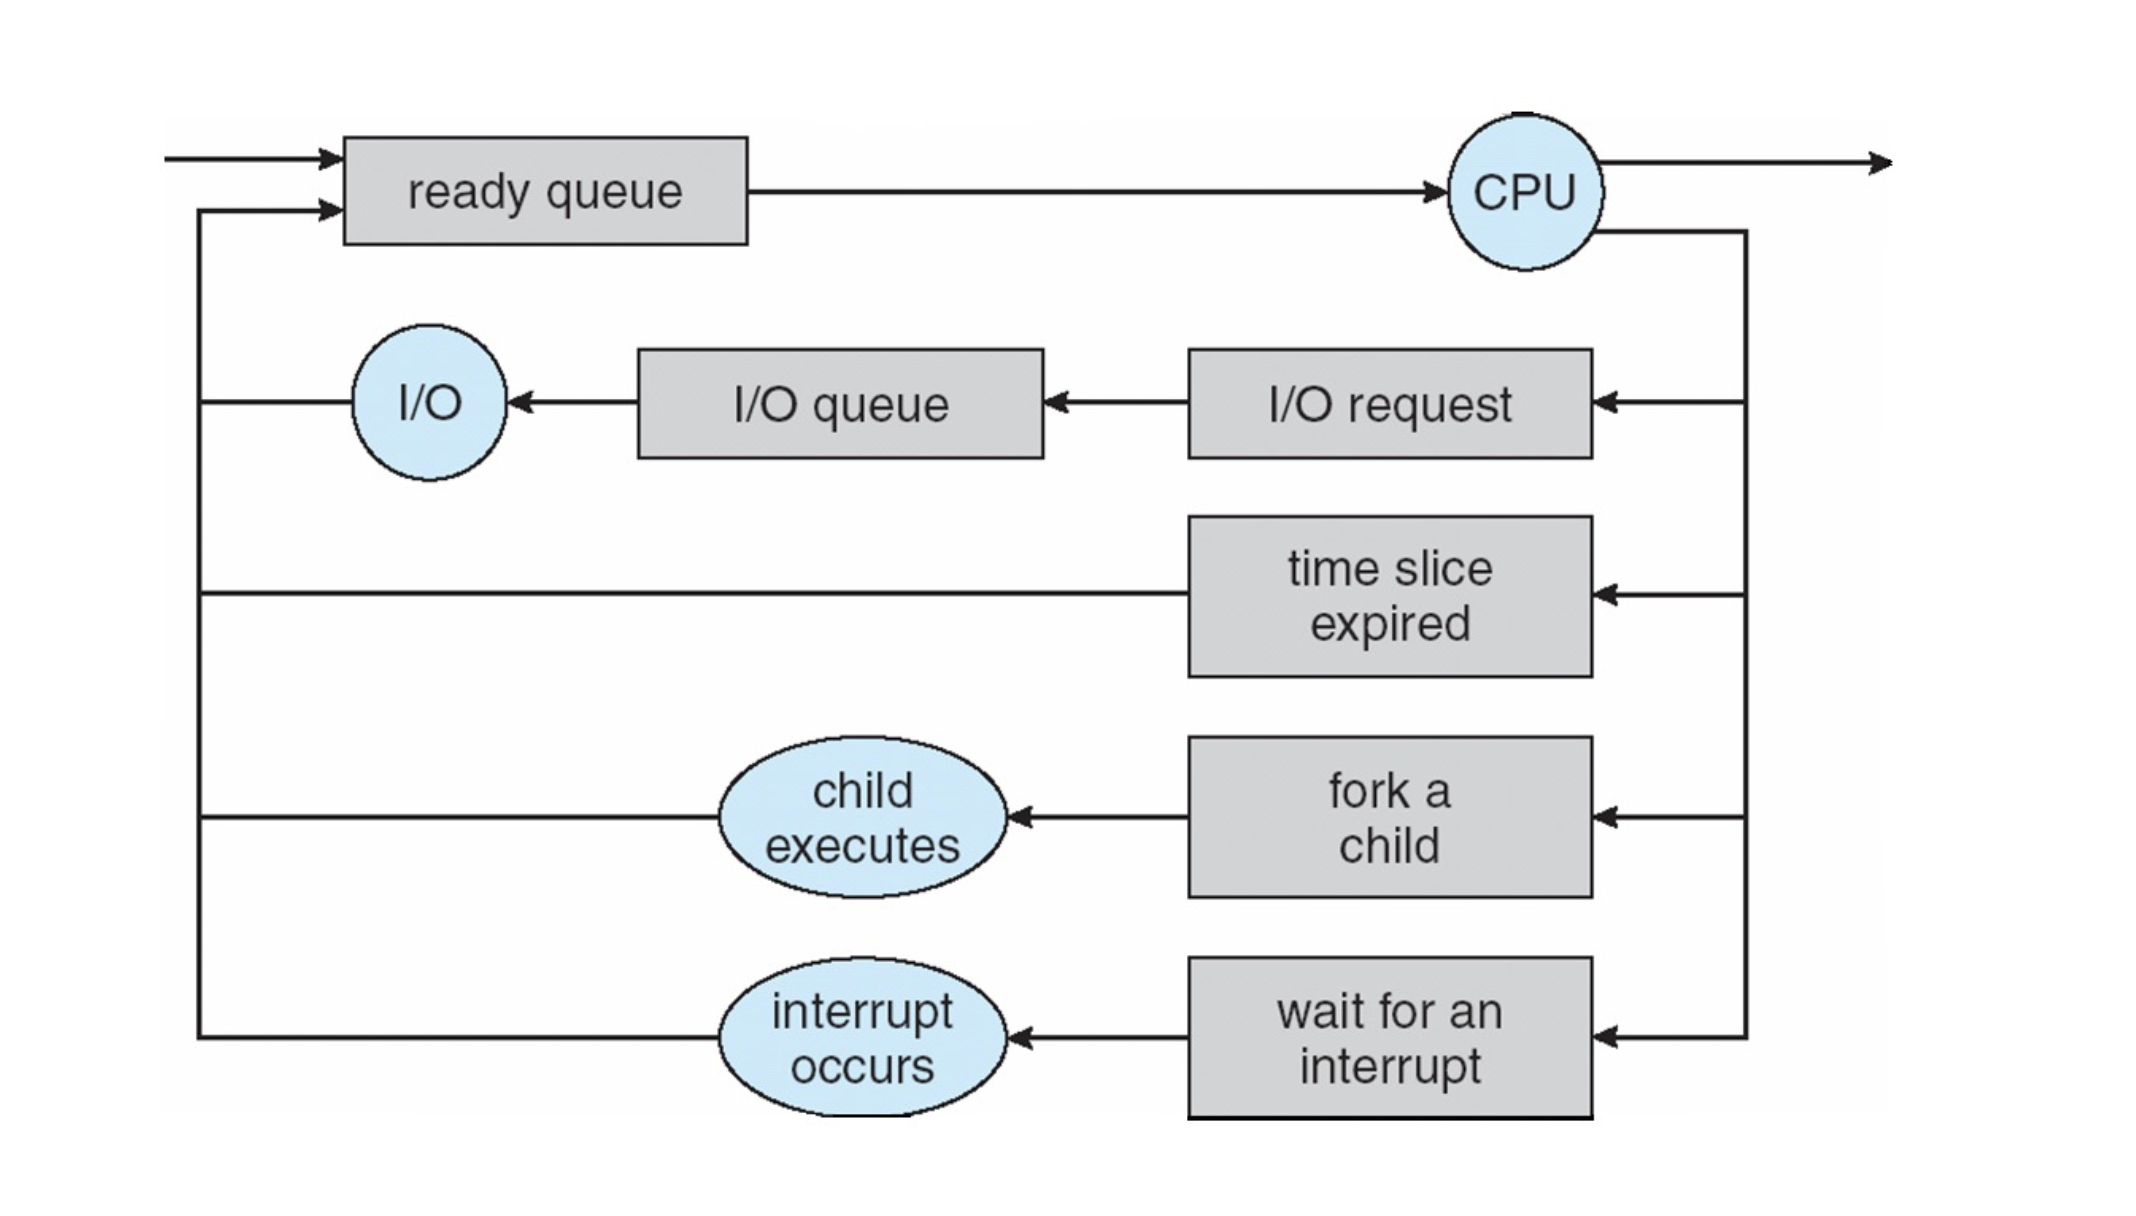 ready queue
CPU
I/O
I/O queue
I/O request
time slice
expired
child
executes
fork a
child
interrupt
occurs
wait for an
interrupt